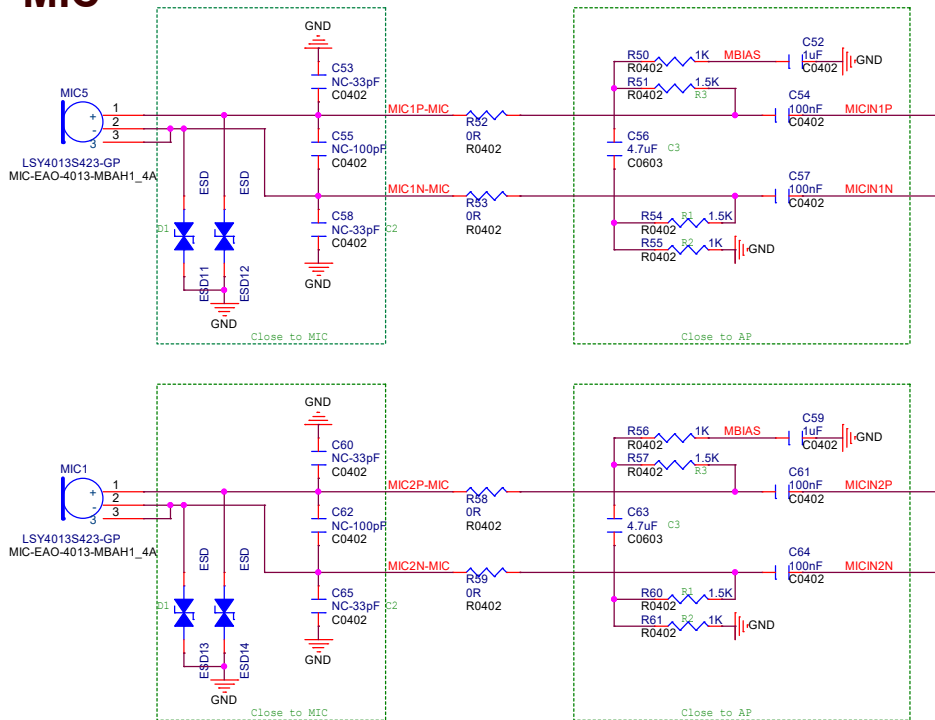 MIC
GND
C53
NC-33pF
C0402
MIC5
1
+
2
-
3
3
LSY4013S423-GP
MIC-EAO-4013-MBAH1_4A
MIC1P-MIC
C55
NC-100pF
C0402
R52
0R
R0402
MIC1N-MIC
R53
0R
R0402
C58
NC-33pF
C2
C0402
GND
ESD
ESD
D1
ESD11
ESD12
GND
Close to MIC
R50
1K
MBIAS
R0402
C52
1uF
C0402
GND
R51
1.5K
R3
R0402
C54
100nF
C0402
MICIN1P
C56
4.7uF
C3
C0603
C57
100nF
C0402
MICIN1N
R54
R1
1.5K
R0402
R55
R2
1K
R0402
GND
Close to AP
GND
C60
NC-33pF
C0402
MIC1
1
+
2
-
3
3
LSY4013S423-GP
MIC-EAO-4013-MBAH1_4A
MIC2P-MIC
C62
NC-100pF
C0402
R58
0R
R0402
MIC2N-MIC
R59
0R
R0402
C65
NC-33pF
C2
C0402
GND
ESD
ESD
D1
ESD13
ESD14
GND
Close to MIC
R56
1K
MBIAS
R0402
C59
1uF
C0402
GND
R57
1.5K
R3
R0402
C61
100nF
C0402
MICIN2P
C63
4.7uF
C3
C0603
C64
100nF
C0402
MICIN2N
R60
R1
1.5K
R0402
R61
R2
1K
R0402
GND
Close to AP